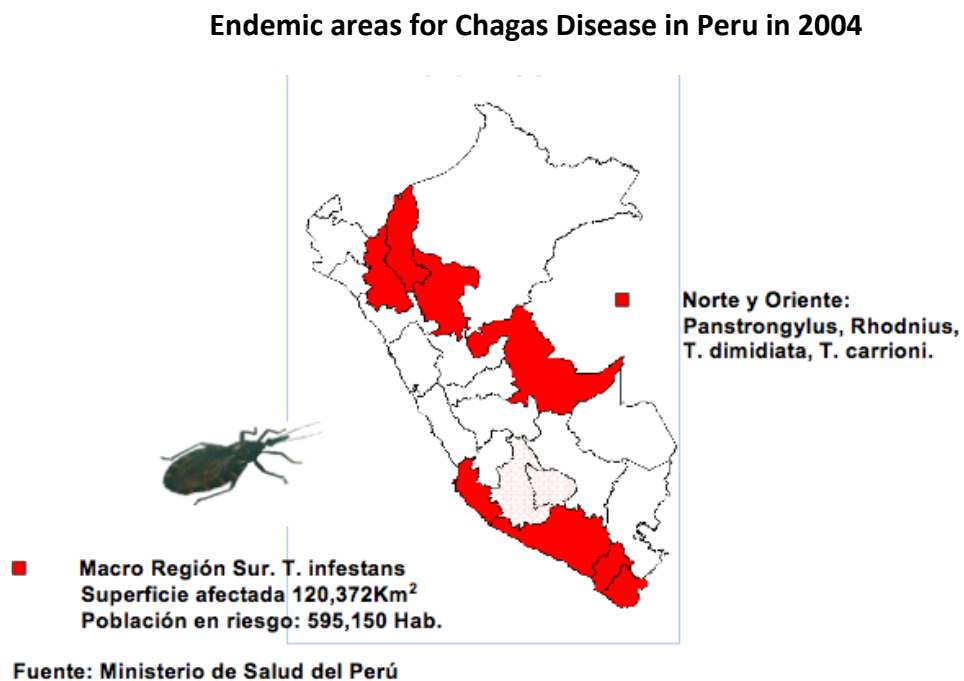 Endemic areas for Chagas Disease in Peru in 2004
Norte y Oriente:
Panstrongylus, Rhodnius,
T. dimidiata, T. carrioni.
Macro Región Sur. T. infestans
Superficie afectada 120,372Km²
Población en riesgo: 595,150 Hab.
Fuente: Ministerio de Salud del Perú